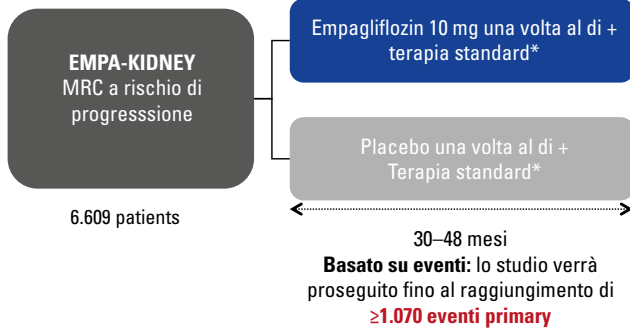 EMPA-KIDNEY
MRC a rischio di
progresssione
6.609 patients
Empagliflozin 10 mg una volta al di +
terapia standard*
Placebo una volta al di +
Terapia standard*
30–48 mesi
Basato su eventi: lo studio verrà
proseguito fino al raggiungimento di
≥1.070 eventi primary